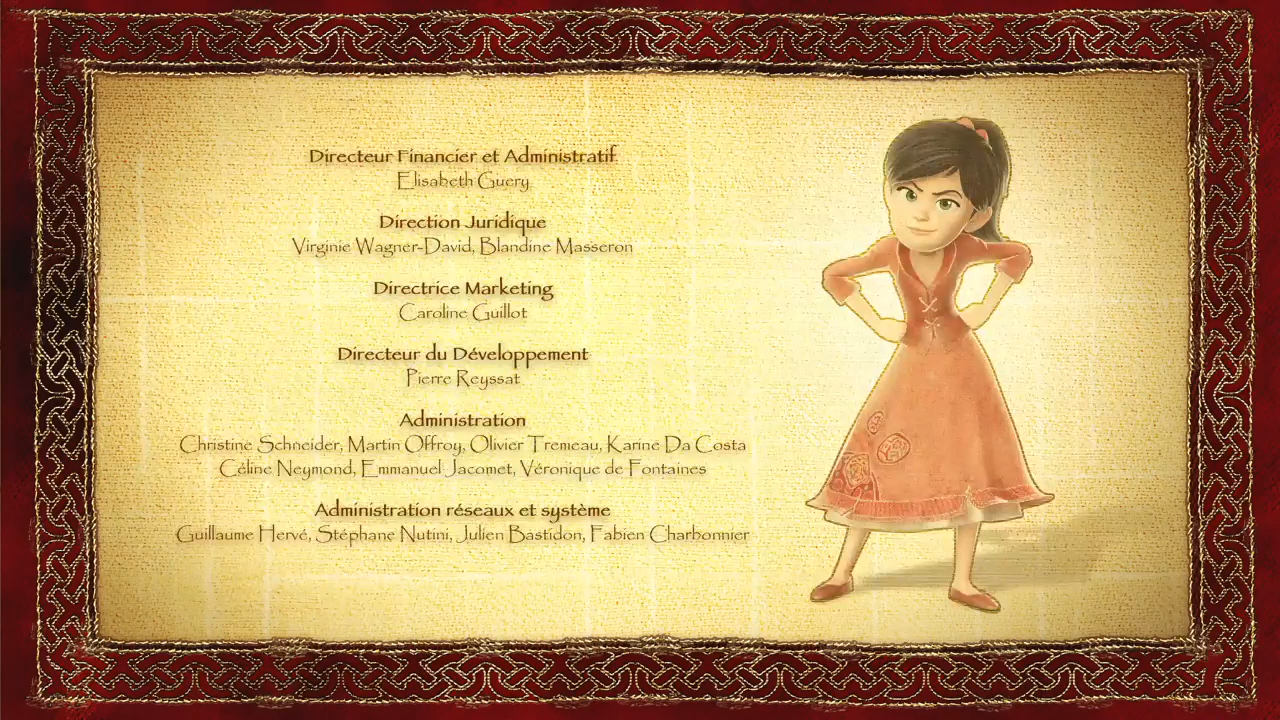 Directeur Financier et Administratif
Elisabeth Guery
Direction Juridique
Virginie Wagner-David, Blandine Masseron
Directrice Marketing
Caroline Guillot
Directeur du Développement
Pierre Reyssat
Administration
Christine Schneider, Martin Offroy, Olivier Tremeau, Karine Da Costa
Céline Neymond, Emmanuel Jacomet, Véronique de Fontaines
Administration réseaux et système
Guillaume Hervé, Stéphane Nutini, Julien Bastidon, Fabien Charbonnier